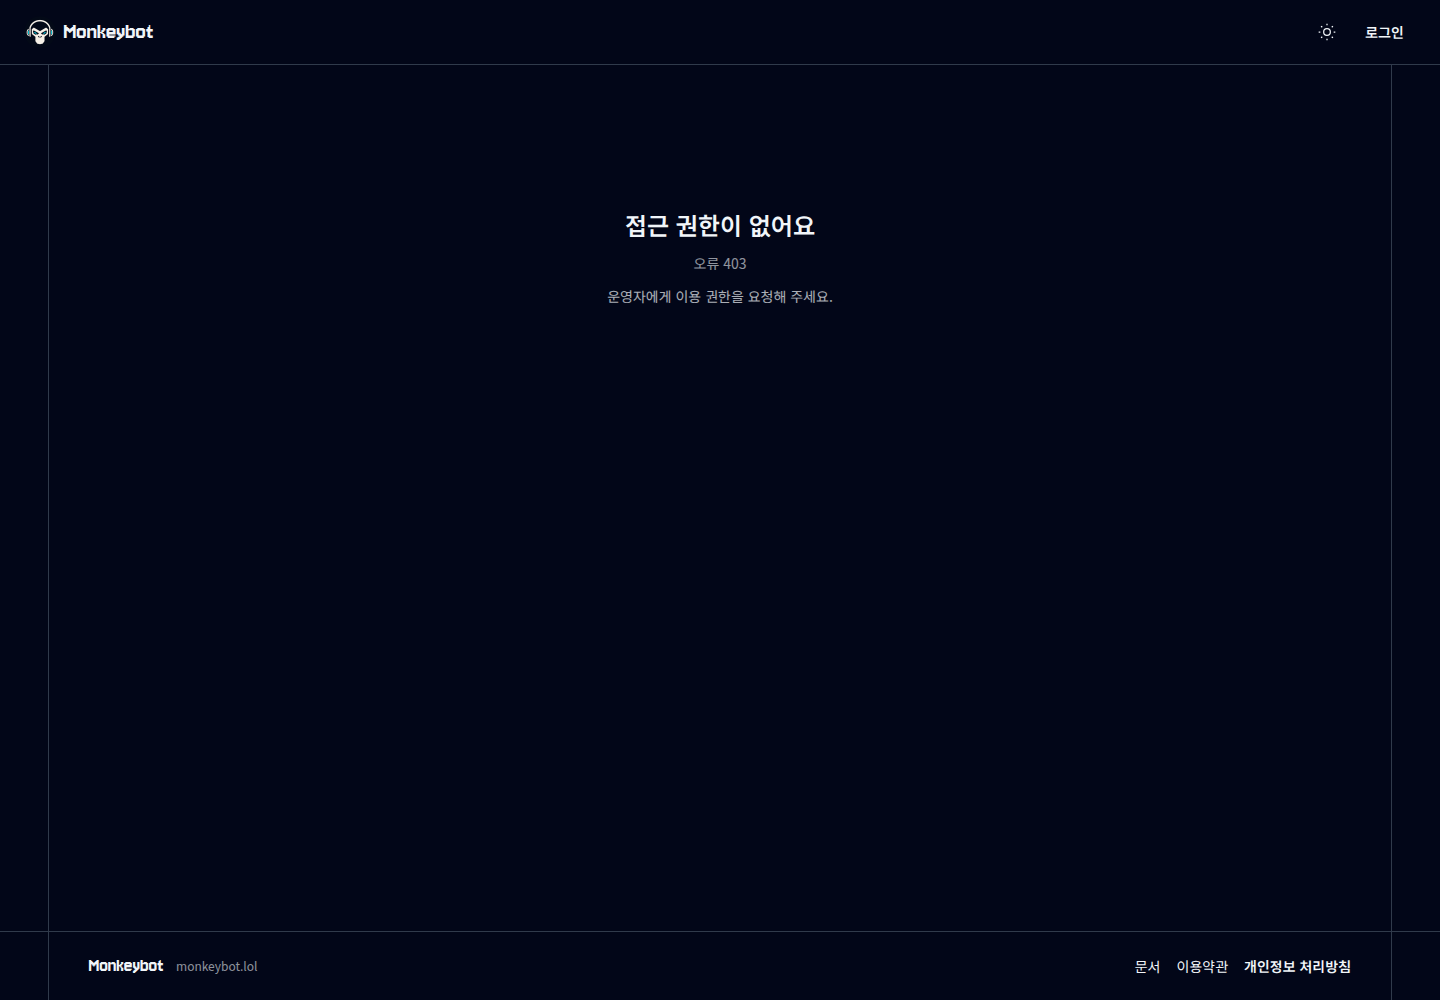 Monkeybot
로그인
접근 권한이 없어요
오류 403
운영자에게 이용 권한을 요청해 주세요.
Monkeybot monkeybot.lol
문서 이용약관 개인정보 처리방침